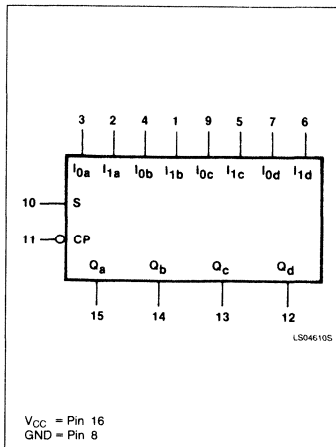 3 2 4 1 9 5 7 6
I0a I1a I0b I1b I0c I1c I0d I1d
10 S
11 CP
Qa Qb Qc Qd
15 14 13 12
LS04610S
VCC = Pin 16
GND = Pin 8